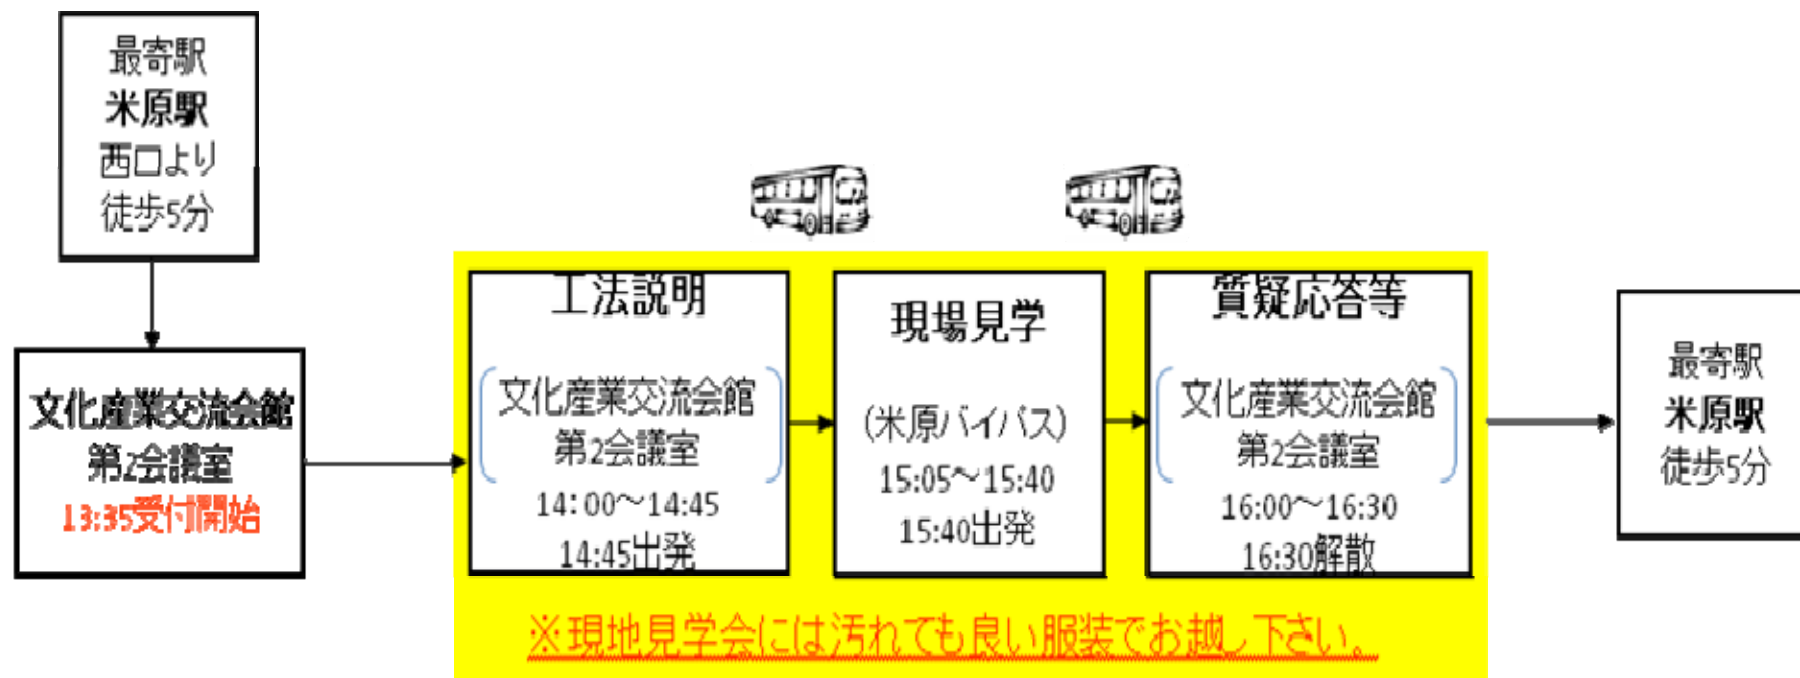 最寄駅
米原駅
西口より
徒歩5分
文化産業交流会館
第2会議室
13:35受付開始
工法説明
文化産業交流会館
第2会議室
14:00～14:45
14:45出発
現場見学
(米原バイパス)
15:05～15:40
15:40出発
質疑応答等
文化産業交流会館
第2会議室
16:00～16:30
16:30解散
最寄駅
米原駅
徒歩5分
※現地見学会には汚れても良い服装でお越し下さい。